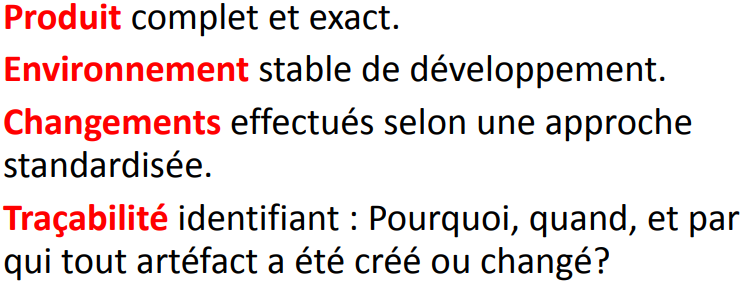 Produit complet et exact.
Environnement stable de développement.
Changements effectués selon une approche
standardisée.
Traçabilité identifiant : Pourquoi, quand, et par
qui tout artéfact a été créé ou changé?